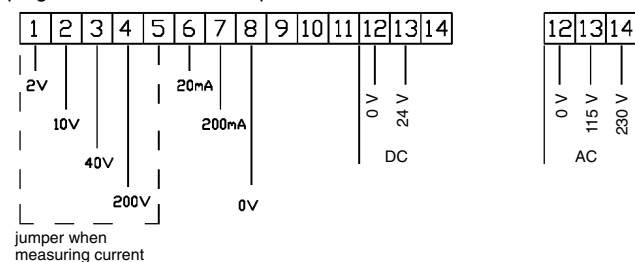 1 2 3 4 5 6 7 8 9 10 11 12 13 14
12 13 14
2V
20mA
10V
200mA
40V
200V
0V
0 V
24 V
DC
0 V
115 V
230 V
AC
jumper when
measuring current